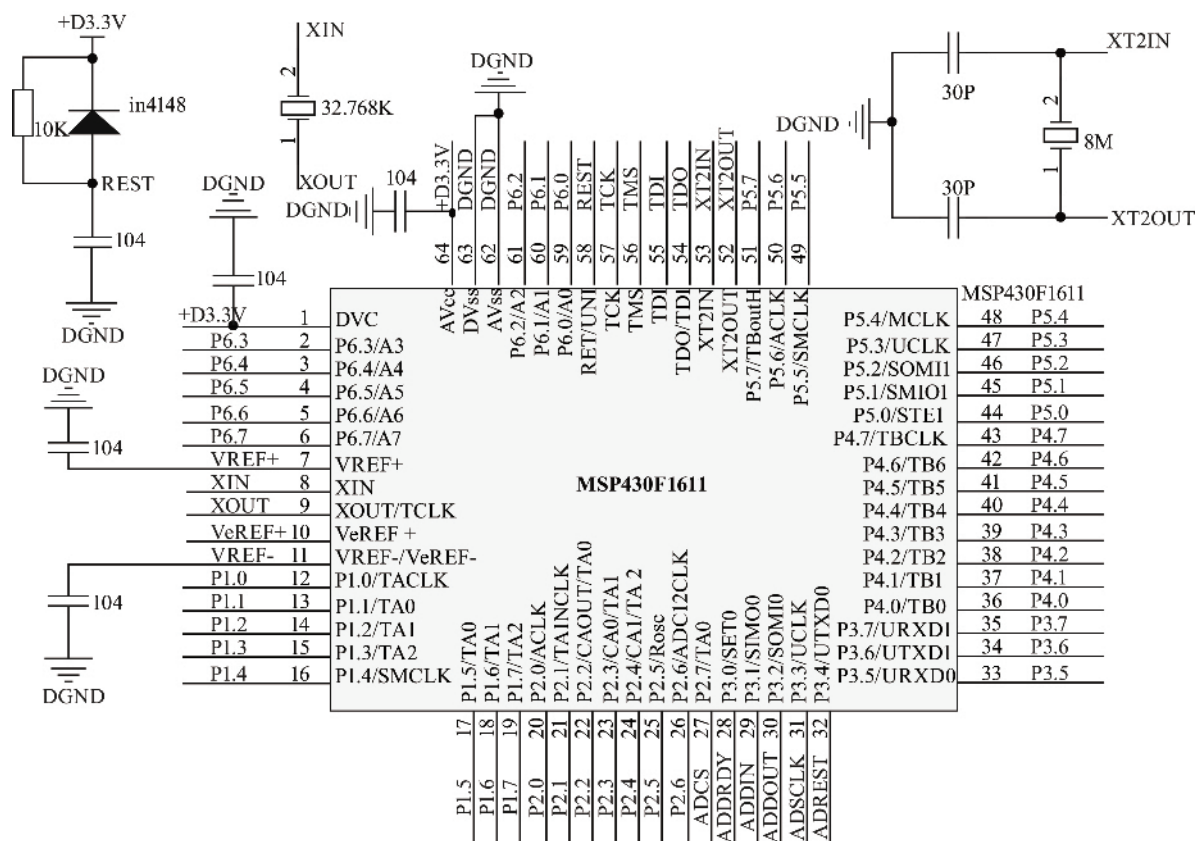 +D3.3V
in4148
10K
REST
104
DGND
XIN
2
32.768K
1
XOUT
DGND
104
DGND
DGND
104
+D3.3V
XT2IN
30P
DGND
2
8M
1
30P
XT2OUT
+D3.3V 64 AVcc
DGND 63 DVss
DGND 62 AVss
P6.2 61 P6.2/A2
P6.1 60 P6.1/A1
P6.0 59 P6.0/A0
REST 58 RET/UNI
TCK 57 TCK
TMS 56 TMS
TDI 55 TDI
TDO 54 TDO/TDI
XT2IN 53 XT2IN
XT2OUT 52 XT2OUT
P5.7 51 P5.7/TBoutH
P5.6 50 P5.6/ACLK
P5.5 49 P5.5/SMCLK
MSP430F1611
1 DVC
P6.3 2 P6.3/A3
P6.4 3 P6.4/A4
P6.5 4 P6.5/A5
P6.6 5 P6.6/A6
P6.7 6 P6.7/A7
VREF+ 7 VREF+
XIN 8 XIN
XOUT 9 XOUT/TCLK
VeREF+ 10 VeREF +
VREF- 11 VREF-/VeREF-
P1.0 12 P1.0/TACLK
P1.1 13 P1.1/TA0
P1.2 14 P1.2/TA1
P1.3 15 P1.3/TA2
P1.4 16 P1.4/SMCLK
DGND
104
104
DGND
MSP430F1611
P5.4/MCLK 48 P5.4
P5.3/UCLK 47 P5.3
P5.2/SOMI1 46 P5.2
P5.1/SMIO1 45 P5.1
P5.0/STE1 44 P5.0
P4.7/TBCLK 43 P4.7
P4.6/TB6 42 P4.6
P4.5/TB5 41 P4.5
P4.4/TB4 40 P4.4
P4.3/TB3 39 P4.3
P4.2/TB2 38 P4.2
P4.1/TB1 37 P4.1
P4.0/TB0 36 P4.0
P3.7/URXD1 35 P3.7
P3.6/UTXD1 34 P3.6
P3.5/URXD0 33 P3.5
P1.5 17 P1.5/TA0
P1.6 18 P1.6/TA1
P1.7 19 P1.7/TA2
P2.0 20 P2.0/ACLK
P2.1 21 P2.1/TAINCLK
P2.2 22 P2.2/CAOUT/TA0
P2.3 23 P2.3/CA0/TA1
P2.4 24 P2.4/CA1/TA 2
P2.5 25 P2.5/Rosc
P2.6 26 P2.6/ADC12CLK
ADCS 27 P2.7/TA0
ADDRDY 28 P3.0/SET0
ADDIN 29 P3.1/SIMO0
ADDOUT 30 P3.2/SOMI0
ADSCLK 31 P3.3/UCLK
ADREST 32 P3.4/UTXD0